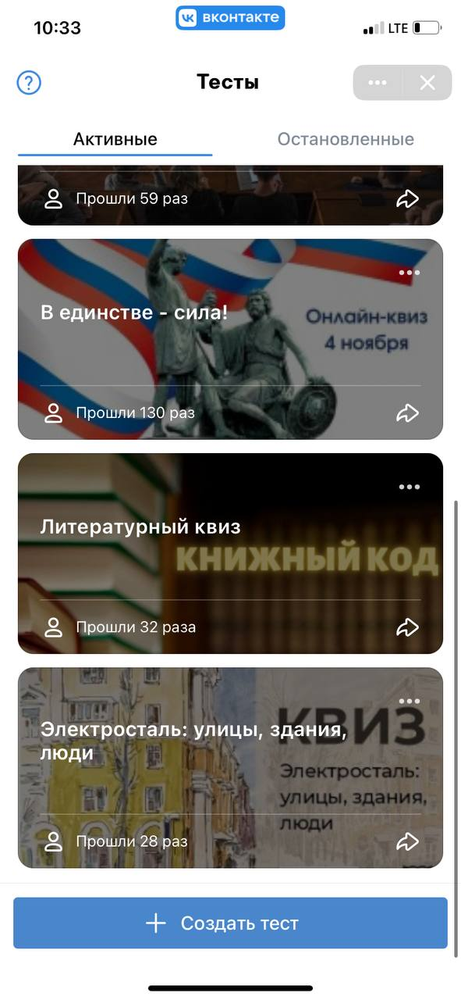 10:33
вконтакте
LTE
Тесты
Активные
Остановленные
Прошли 59 раз
В единстве - сила!
Онлайн-квиз
4 ноября
Прошли 130 раз
Литературный квиз
КНИЖНЫЙ КОД
Прошли 32 раза
КВИЗ
Электросталь: улицы, здания,
люди
Электросталь:
улицы, здания,
люди
Прошли 28 раз
Создать тест